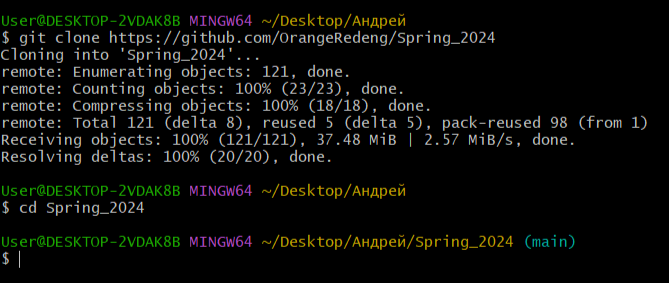 User@DESKTOP-2VDAK8B MINGW64 ~/Desktop/Андрей
$ git clone https://github.com/OrangeRedeng/Spring_2024
Cloning into 'Spring_2024'...
remote: Enumerating objects: 121, done.
remote: Counting objects: 100% (23/23), done.
remote: Compressing objects: 100% (18/18), done.
remote: Total 121 (delta 8), reused 5 (delta 5), pack-reused 98 (from 1)
Receiving objects: 100% (121/121), 37.48 MiB | 2.57 MiB/s, done.
Resolving deltas: 100% (20/20), done.
User@DESKTOP-2VDAK8B MINGW64 ~/Desktop/Андрей
$ cd Spring_2024
User@DESKTOP-2VDAK8B MINGW64 ~/Desktop/Андрей/Spring_2024 (main)
$